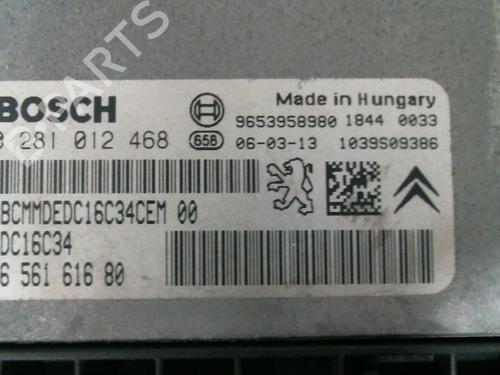 BOSCH
Made in Hungary
9653958980 1844 0033
0 281 012 468 658 06-03-13 1039S09386
BCMMDEDC16C34CEM 00
DC16C34
6 561 616 80
B PARTS